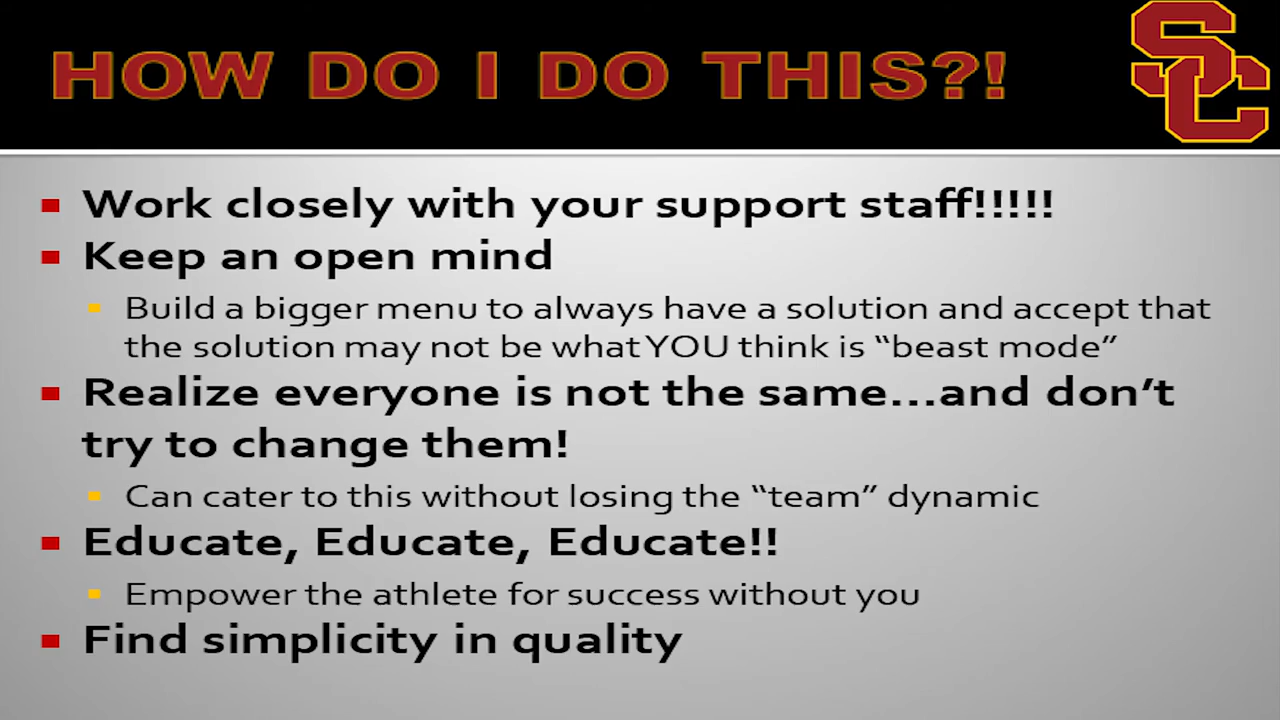 HOW DO I DO THIS?!
SC
Work closely with your support staff!!!!!
Keep an open mind
Build a bigger menu to always have a solution and accept that
the solution may not be what YOU think is “beast mode”
Realize everyone is not the same...and don’t
try to change them!
Can cater to this without losing the “team” dynamic
Educate, Educate, Educate!!
Empower the athlete for success without you
Find simplicity in quality